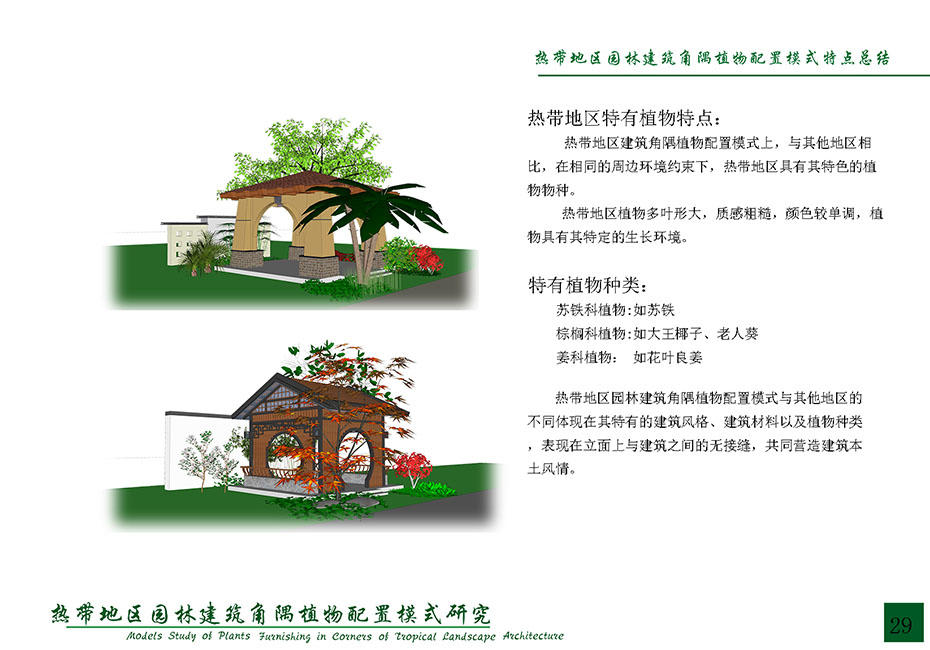 热带地区园林建筑角隅植物配置模式特点总结
热带地区特有植物特点：
热带地区建筑角隅植物配置模式上，与其他地区相
比，在相同的周边环境约束下，热带地区具有其特色的植
物物种。
热带地区植物多叶形大，质感粗糙，颜色较单调，植
物具有其特定的生长环境。
特有植物种类：
苏铁科植物：如苏铁
棕榈科植物：如大王椰子、老人葵
姜科植物： 如花叶良姜
热带地区园林建筑角隅植物配置模式与其他地区的
不同体现在其特有的建筑风格、建筑材料以及植物种类
，表现在立面上与建筑之间的无接缝，共同营造建筑本
土风情。
热带地区园林建筑角隅植物配置模式研究
Models Study of Plants Furnishing in Corners of Tropical Landscape Architecture
29